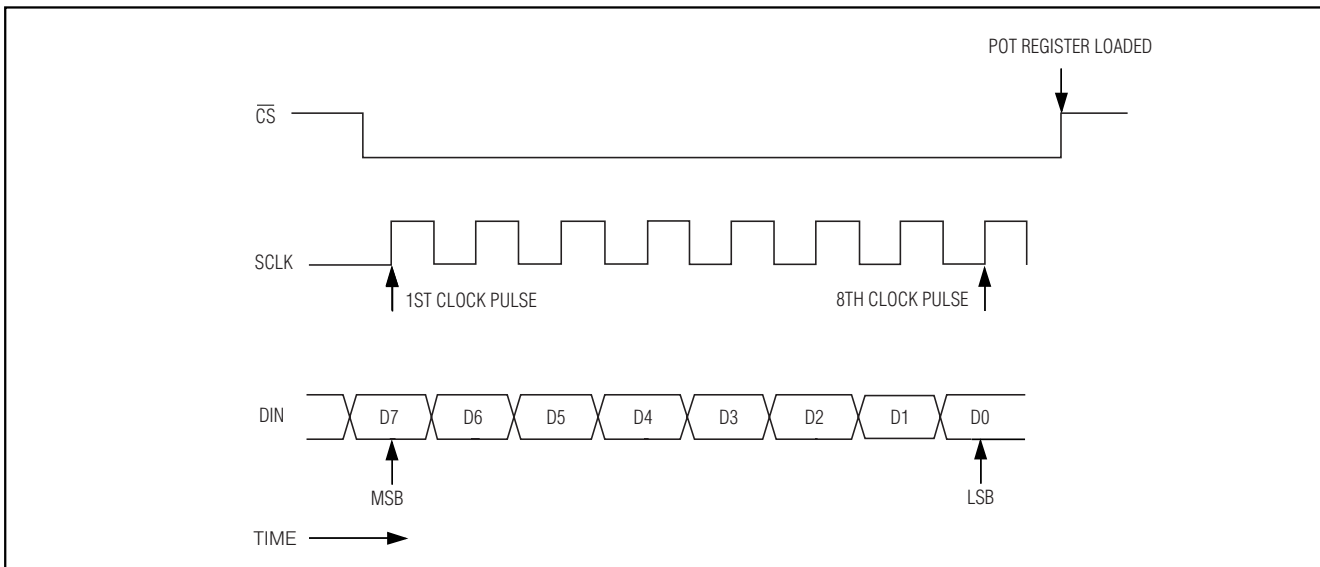 POT REGISTER LOADED
CS
SCLK
1ST CLOCK PULSE
8TH CLOCK PULSE
DIN
D7
D6
D5
D4
D3
D2
D1
D0
MSB
LSB
TIME